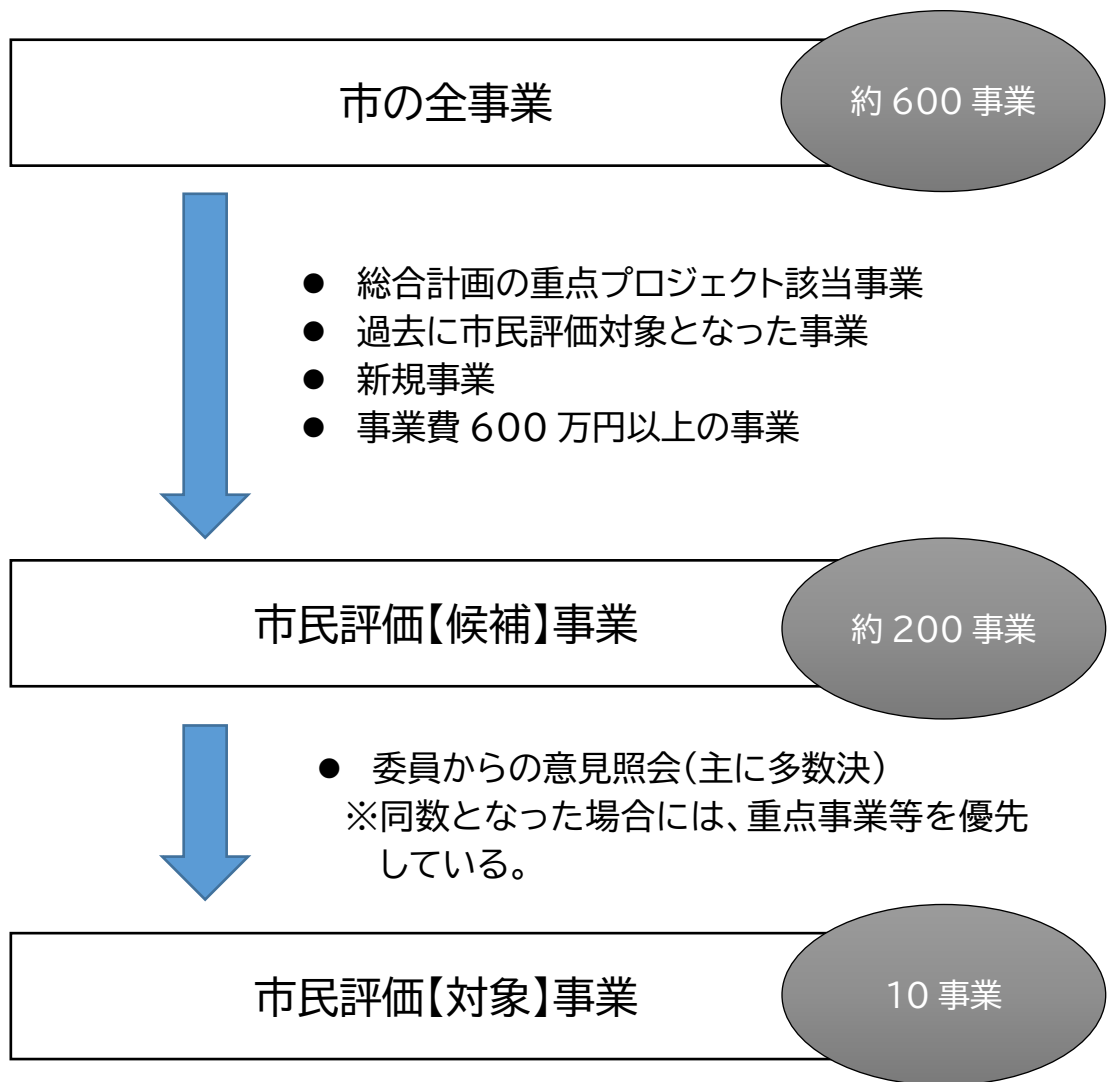 市の全事業
約 600 事業
● 総合計画の重点プロジェクト該当事業
● 過去に市民評価対象となった事業
● 新規事業
● 事業費 600 万円以上の事業
市民評価【候補】事業
約 200 事業
● 委員からの意見照会(主に多数決)
※同数となった場合には、重点事業等を優先
している。
市民評価【対象】事業
10 事業